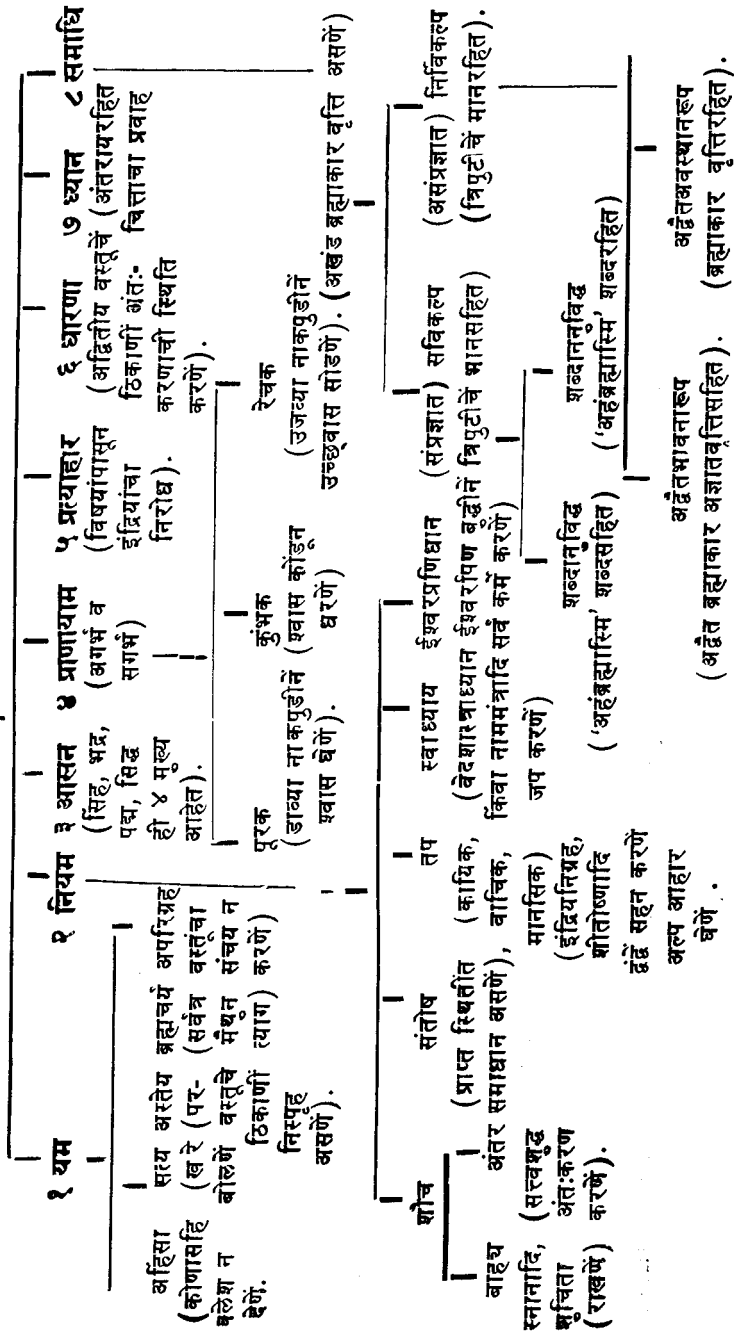 १ यम २ नियम ३ आसन ४ प्राणायाम ५ प्रत्याहार ६ धारणा ७ ध्यान ८ समाधि
अहिंसा
(कोणासहि
क्लेश न
देणें.
सत्य
(खरे
बोलणें
अस्तेय
(पर-
वस्तूचे
ठिकाणीं
निस्पृह
असणें).
ब्रह्मचर्य
(सर्वत्र
मैथुन
त्याग)
अपरिग्रह
वस्तूंचा
संचय न
करणें)
(सिंह, भद्र,
पद्म, सिद्ध
हीं ४ मुख्य
आहेत).
(अगर्भ व
सगर्भ)
(विषयांपासून
इंद्रियांचा
निरोध).
(अद्वितीय वस्तूचें
ठिकाणीं अंतः-
करणाची स्थिति
करणें).
(अंतरायरहित
चित्ताचा प्रवाह
(अखंड ब्रह्माकार वृत्ति असणें)
पूरक
(डाव्या नाकपुडीनें
श्वास घेणें).
कुंभक
(श्वास कोंडून
धरणें)
रेचक
(उजव्या नाकपुडीनें
उच्छ्वास सोडणें).
शौच
संतोष
(प्राप्त स्थितींत
समाधान असणें),
तप
(कायिक,
वाचिक,
मानसिक)
(इंद्रियनिग्रह,
शीतोष्णादि
द्वंद्वें सहन करणें
अल्प आहार
घेणें .
स्वाध्याय
(वेदशास्त्राध्यान
किंवा नाममंत्रादि
जप करणें)
ईश्वरप्रणिधान
ईश्वरार्पण बुद्धीनें
सर्व कर्में करणें)
बाह्य
स्नानादि,
शुचिता
(राखणें)
अंतर
(सत्त्वशुद्ध
अंतःकरण
करणें).
(संप्रज्ञात) सविकल्प
त्रिपुटीचें भानसहित)
(असंप्रज्ञात) निर्विकल्प
(त्रिपुटीचें मानरहित).
शब्दानुविद्ध
('अहंब्रह्मास्मि' शब्दसहित)
शब्दाननुविद्ध
('अहंब्रह्मास्मि' शब्दरहित)
अद्वैतभावनारूप
(अद्वैत ब्रह्माकार अज्ञातवृत्तिसहित).
अद्वैतअवस्थानरूप
(ब्रह्माकार वृत्तिरहित).